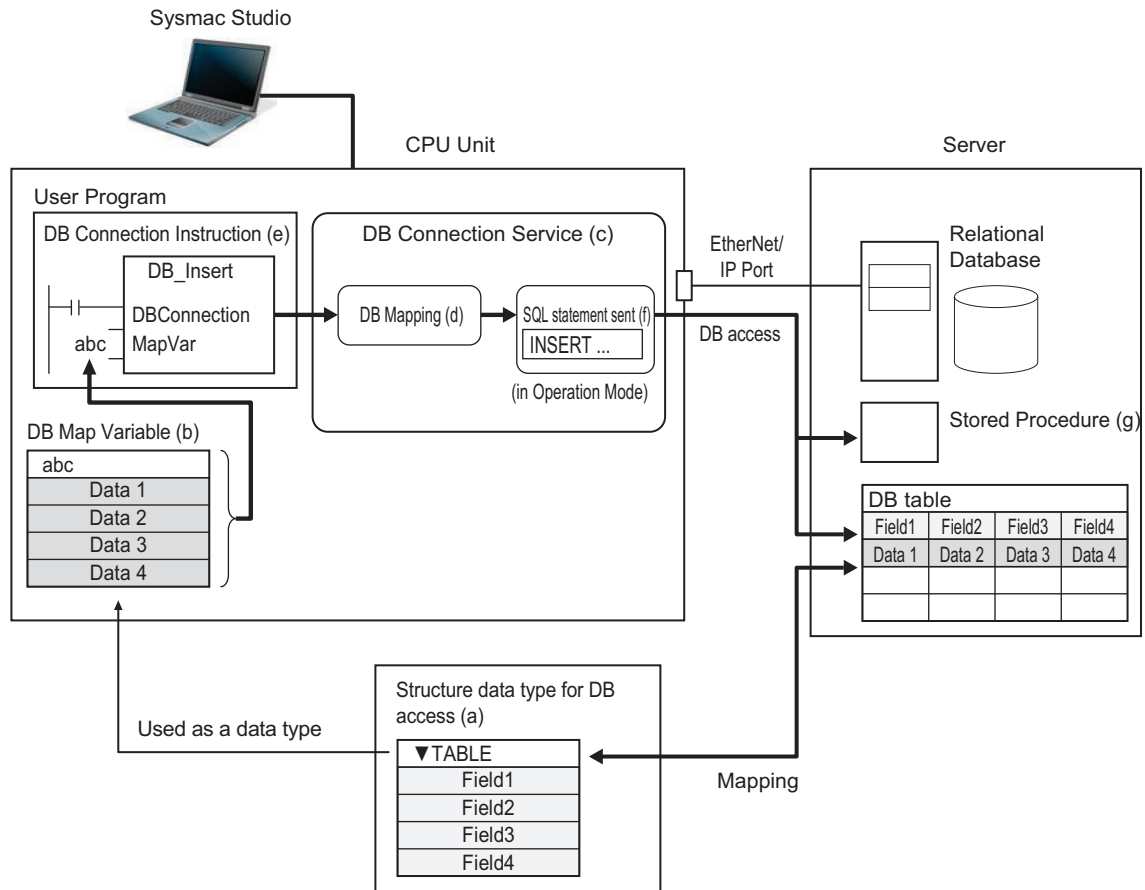 Sysmac Studio
CPU Unit
Server
User Program
DB Connection Instruction (e)
DB_Insert
DBConnection
abc
MapVar
DB Connection Service (c)
DB Mapping (d)
SQL statement sent (f)
INSERT ...
(in Operation Mode)
EtherNet/
IP Port
DB access
Relational
Database
Stored Procedure (g)
DB Map Variable (b)
abc
Data 1
Data 2
Data 3
Data 4
DB table
Field1 Field2 Field3 Field4
Data 1 Data 2 Data 3 Data 4
Used as a data type
Structure data type for DB
access (a)
▼TABLE
Field1
Field2
Field3
Field4
Mapping